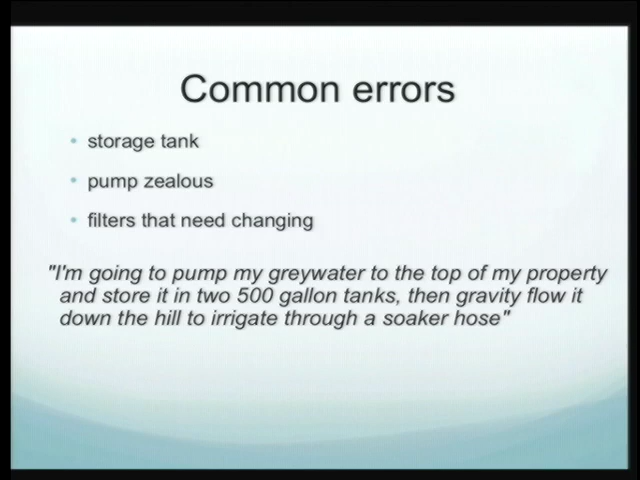 Common errors
• storage tank
• pump zealous
• filters that need changing
"I'm going to pump my greywater to the top of my property
and store it in two 500 gallon tanks, then gravity flow it
down the hill to irrigate through a soaker hose"